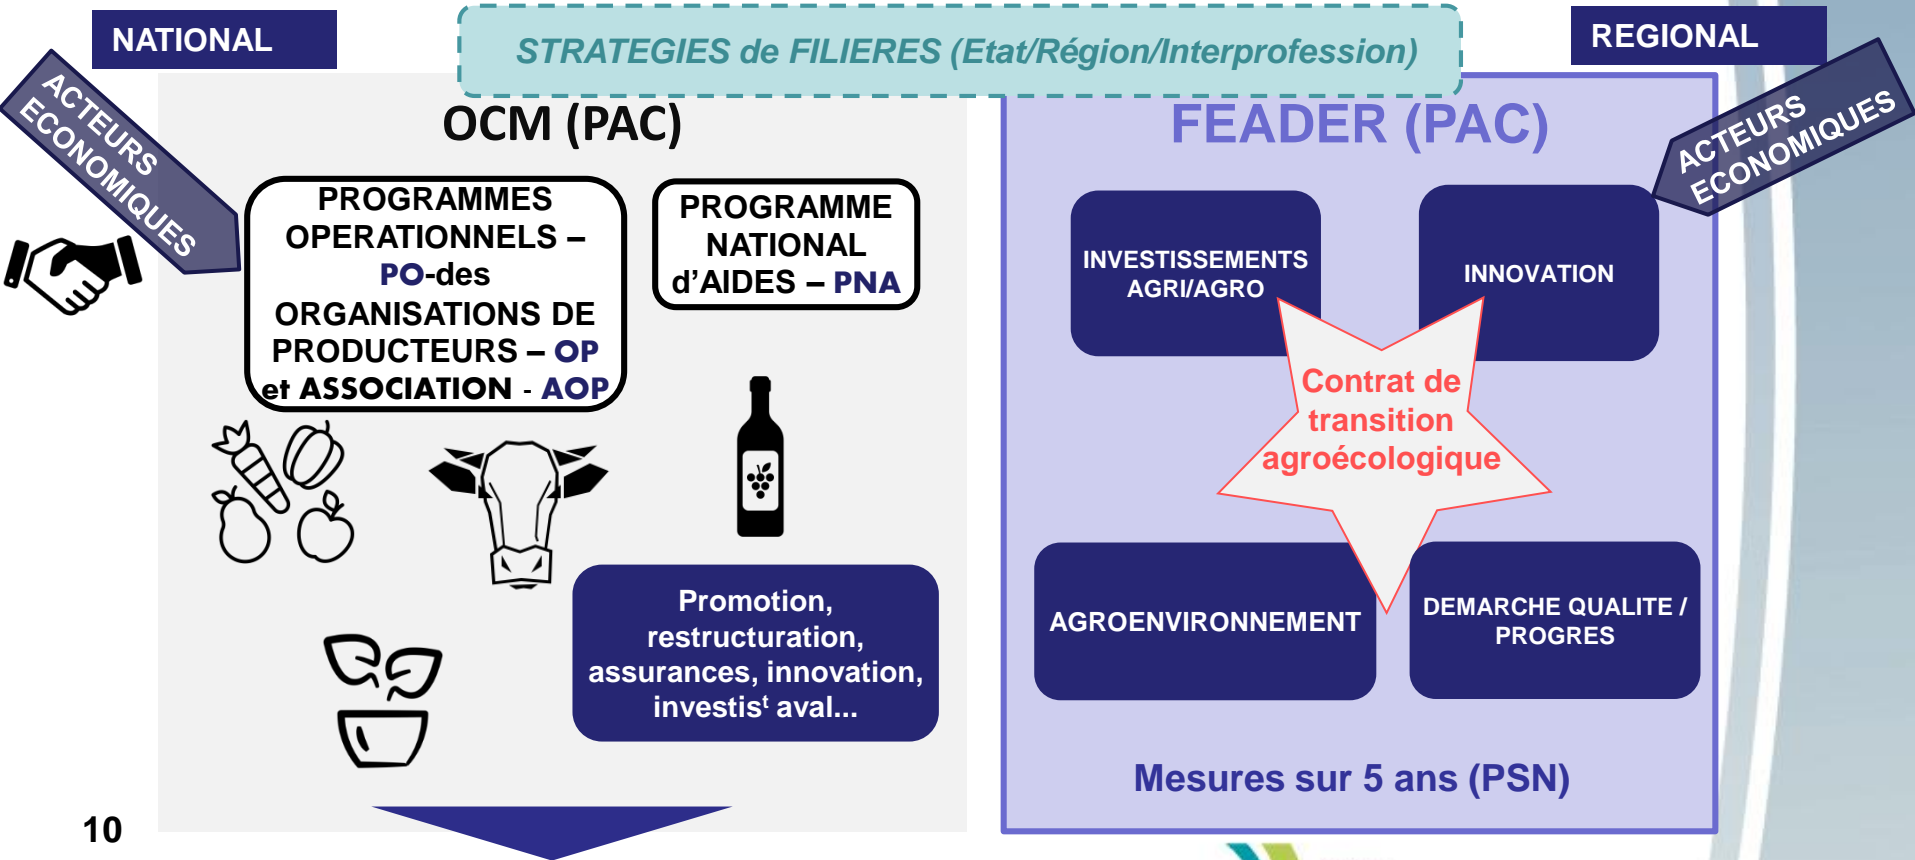 NATIONAL
STRATEGIES de FILIERES (Etat/Région/Interprofession)
REGIONAL
ACTEURS
ECONOMIQUES
OCM (PAC)
FEADER (PAC)
ACTEURS
ECONOMIQUES
PROGRAMMES
OPERATIONNELS –
PO-des
ORGANISATIONS DE
PRODUCTEURS – OP
et ASSOCIATION - AOP
PROGRAMME
NATIONAL
d'AIDES – PNA
INVESTISSEMENTS
AGRI/AGRO
INNOVATION
Contrat de
transition
agroécologique
Promotion,
restructuration,
assurances, innovation,
investisᵗ aval...
AGROENVIRONNEMENT
DEMARCHE QUALITE /
PROGRES
Mesures sur 5 ans (PSN)
10